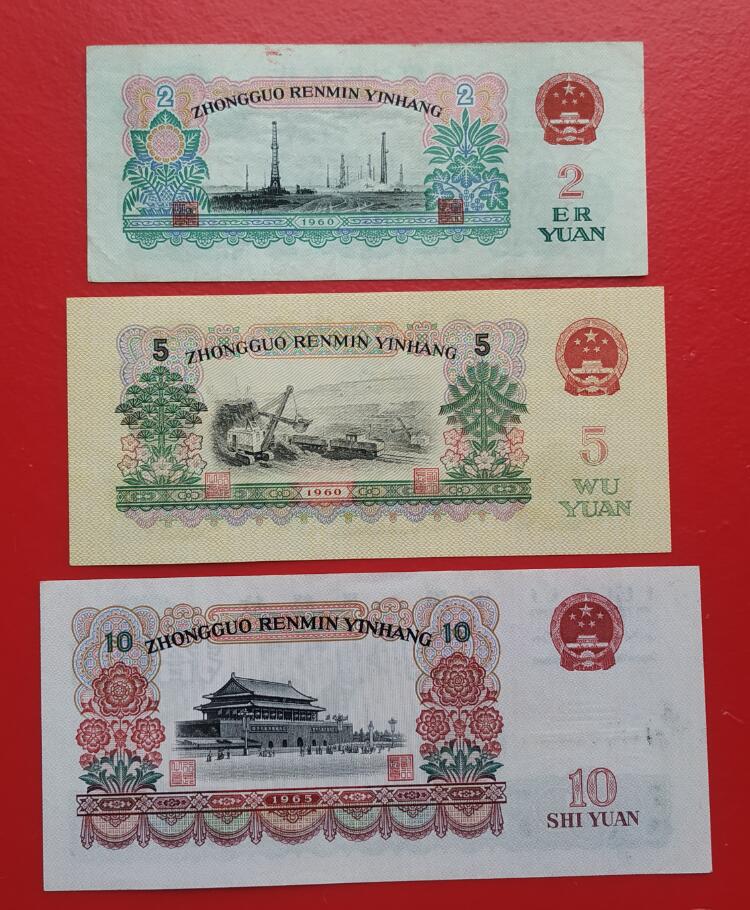 2 ZHONGGUO RENMIN YINHANG 2
1960
2
ER
YUAN
5 ZHONGGUO RENMIN YINHANG 5
1960
5
WU
YUAN
10 ZHONGGUO RENMIN YINHANG 10
1965
10
SHI YUAN